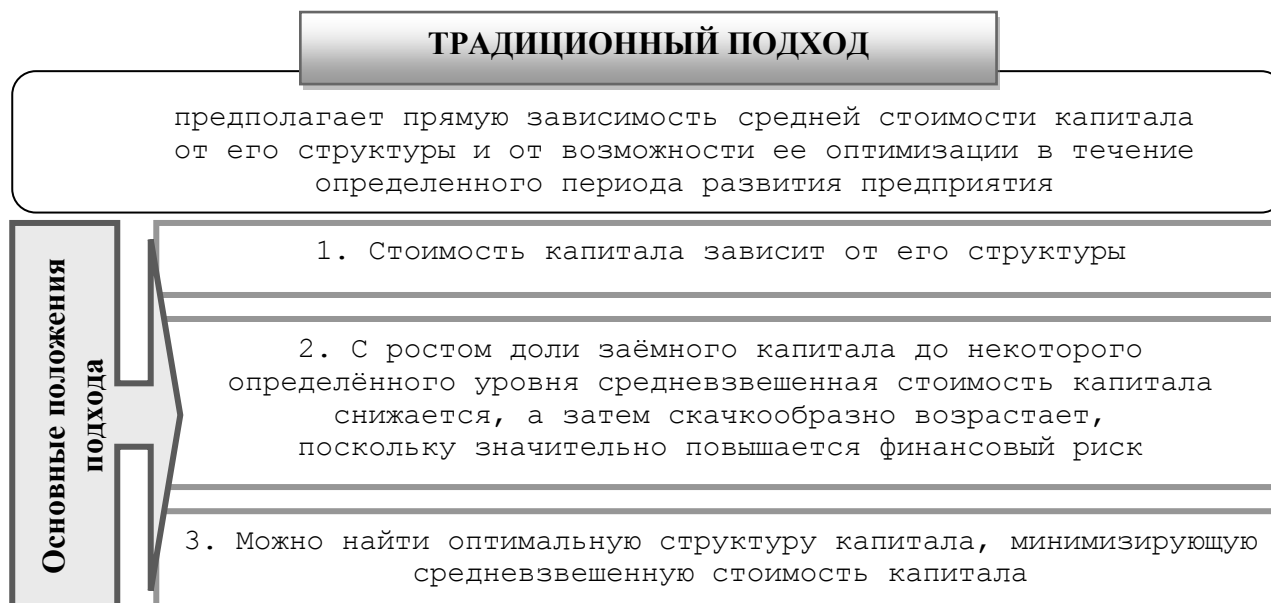 ТРАДИЦИОННЫЙ ПОДХОД
предполагает прямую зависимость средней стоимости капитала
от его структуры и от возможности ее оптимизации в течение
определенного периода развития предприятия
Основные положения
подхода
1. Стоимость капитала зависит от его структуры
2. С ростом доли заёмного капитала до некоторого
определённого уровня средневзвешенная стоимость капитала
снижается, а затем скачкообразно возрастает,
поскольку значительно повышается финансовый риск
3. Можно найти оптимальную структуру капитала, минимизирующую
средневзвешенную стоимость капитала